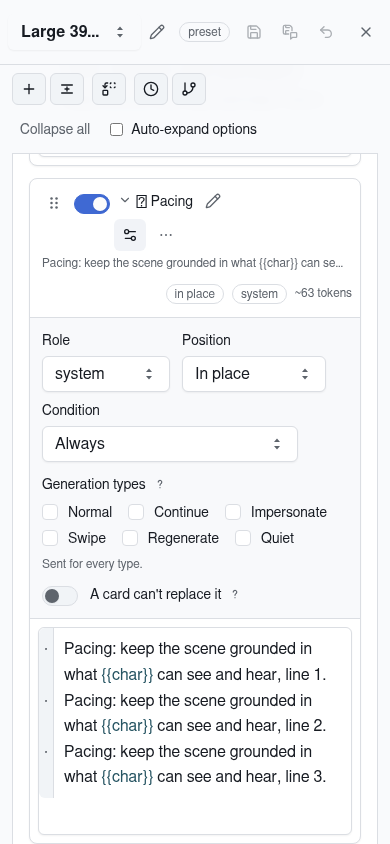 Large 39...
preset
Collapse all
Auto-expand options
Pacing
Pacing: keep the scene grounded in what {{char}} can se...
in place system ~63 tokens
Role Position
system In place
Condition
Always
Generation types ?
Normal Continue Impersonate
Swipe Regenerate Quiet
Sent for every type.
A card can't replace it ?
Pacing: keep the scene grounded in
what {{char}} can see and hear, line 1.
Pacing: keep the scene grounded in
what {{char}} can see and hear, line 2.
Pacing: keep the scene grounded in
what {{char}} can see and hear, line 3.